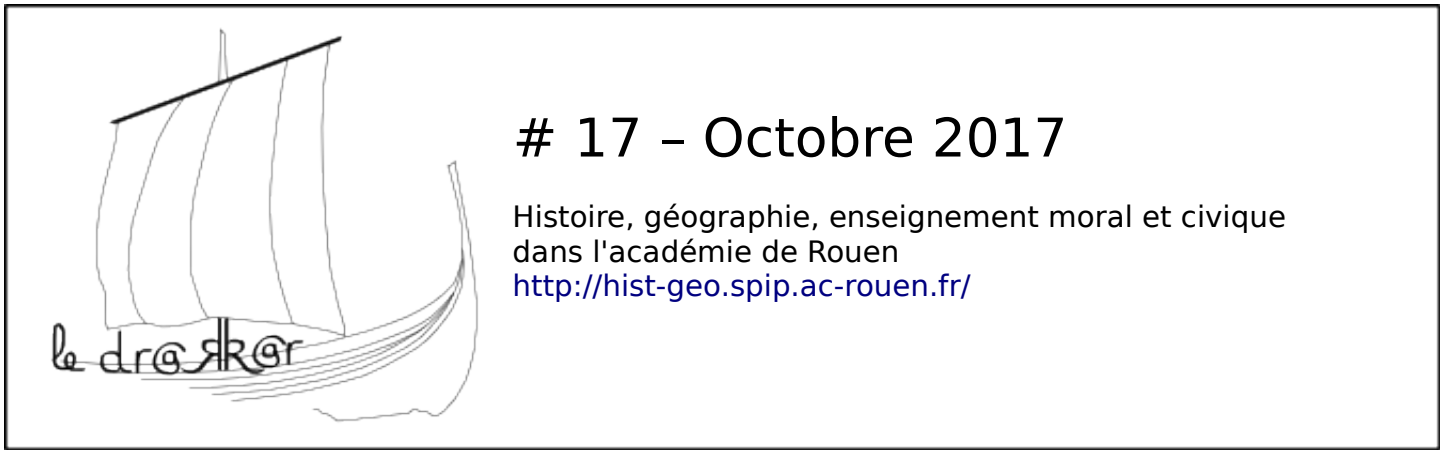 # 17 – Octobre 2017
Histoire, géographie, enseignement moral et civique
dans l'académie de Rouen
http://hist-geo.spip.ac-rouen.fr/
le dr@kk@r